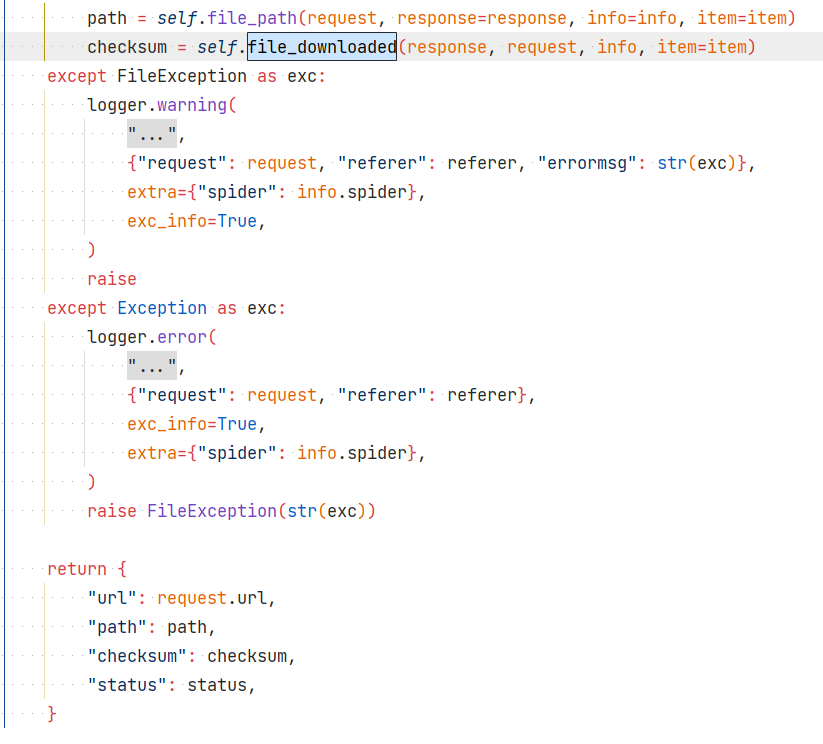 path = self.file_path(request, response=response, info=info, item=item)
checksum = self.file_downloaded(response, request, info, item=item)
except FileException as exc:
logger.warning(
"...",
{"request": request, "referer": referer, "errormsg": str(exc)},
extra={"spider": info.spider},
exc_info=True,
)
raise
except Exception as exc:
logger.error(
"...",
{"request": request, "referer": referer},
exc_info=True,
extra={"spider": info.spider},
)
raise FileException(str(exc))
return {
"url": request.url,
"path": path,
"checksum": checksum,
"status": status,
}